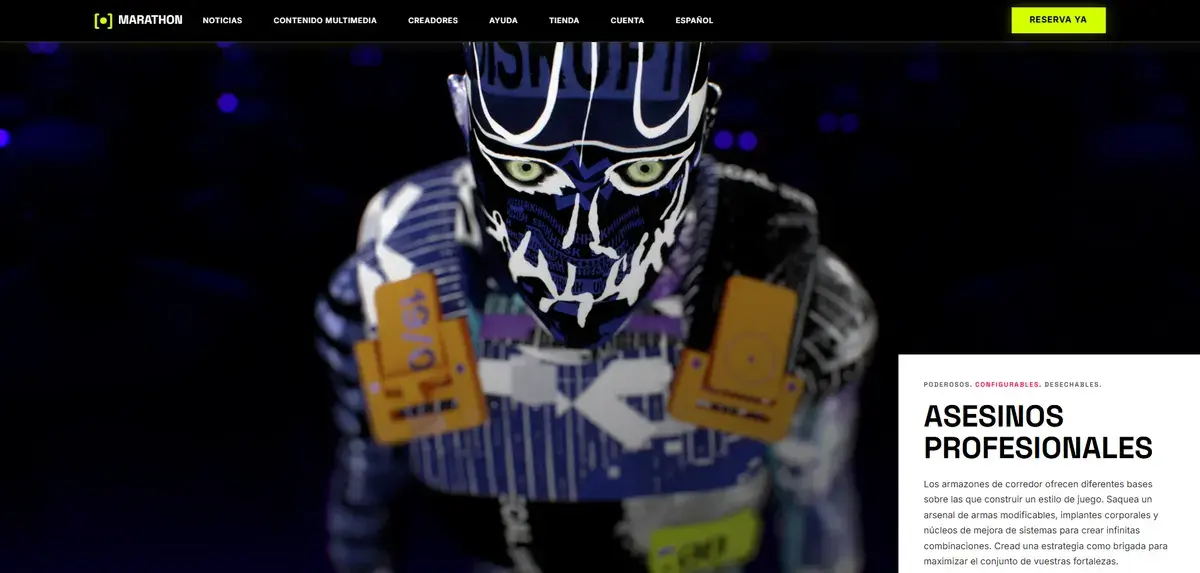 MARATHON
NOTICIAS
CONTENIDO MULTIMEDIA
CREADORES
AYUDA
TIENDA
CUENTA
ESPAÑOL
RESERVA YA
PODEROSOS. CONFIGURABLES. DESECHABLES.
ASESINOS
PROFESIONALES
Los armazones de corredor ofrecen diferentes bases
sobre las que construir un estilo de juego. Saquea un
arsenal de armas modificables, implantes corporales y
núcleos de mejora de sistemas para crear infinitas
combinaciones. Cread una estrategia como brigada para
maximizar el conjunto de vuestras fortalezas.